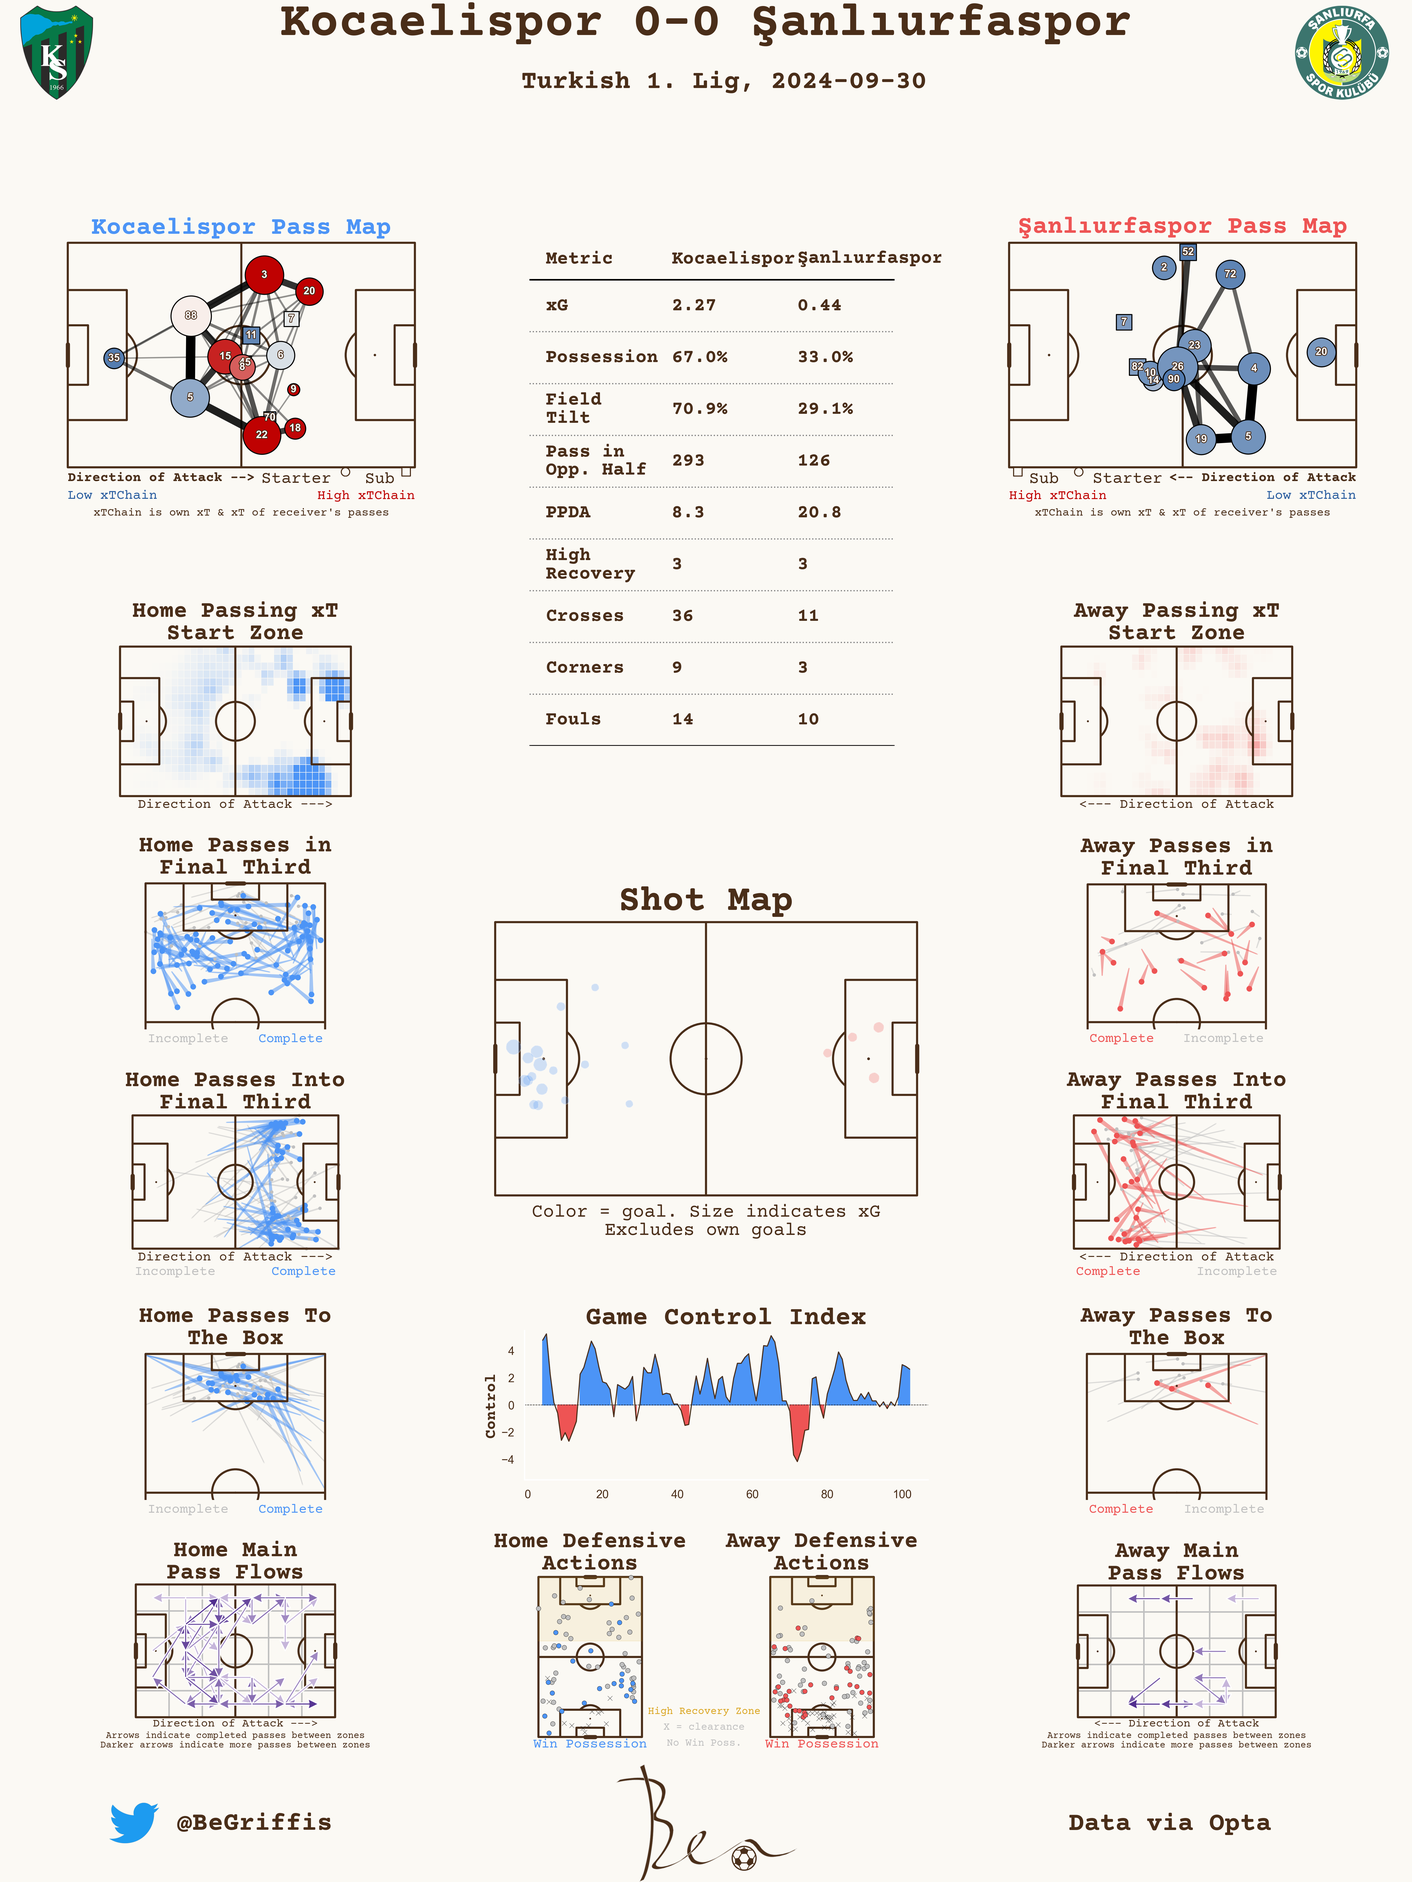 Kocaelispor 0-0 Şanlıurfaspor
Turkish 1. Lig, 2024-09-30
KS
1966
ŞANLIURFA
SPOR KULÜBÜ
Kocaelispor Pass Map
3
20
88
7
11
35
15
45
8
6
5
9
70
22
18
Direction of Attack --> Starter Sub
Low xTChain High xTChain
xTChain is own xT & xT of receiver's passes
Metric Kocaelispor Şanlıurfaspor
xG 2.27 0.44
Possession 67.0% 33.0%
Field
Tilt 70.9% 29.1%
Pass in
Opp. Half 293 126
PPDA 8.3 20.8
High
Recovery 3 3
Crosses 36 11
Corners 9 3
Fouls 14 10
Şanlıurfaspor Pass Map
52
2
72
7
23
20
82
10
14
26
90
4
19
5
Sub Starter <-- Direction of Attack
High xTChain Low xTChain
xTChain is own xT & xT of receiver's passes
Home Passing xT
Start Zone
Direction of Attack --->
Away Passing xT
Start Zone
<--- Direction of Attack
Home Passes in
Final Third
Incomplete Complete
Away Passes in
Final Third
Complete Incomplete
Shot Map
Color = goal. Size indicates xG
Excludes own goals
Home Passes Into
Final Third
Direction of Attack --->
Incomplete Complete
Away Passes Into
Final Third
<--- Direction of Attack
Complete Incomplete
Game Control Index
Control
4
2
0
−2
−4
0 20 40 60 80 100
Home Passes To
The Box
Incomplete Complete
Away Passes To
The Box
Complete Incomplete
Home Main
Pass Flows
Direction of Attack --->
Arrows indicate completed passes between zones
Darker arrows indicate more passes between zones
Home Defensive
Actions
Win Possession
Away Defensive
Actions
Win Possession
High Recovery Zone
X = clearance
No Win Poss.
Away Main
Pass Flows
<--- Direction of Attack
Arrows indicate completed passes between zones
Darker arrows indicate more passes between zones
@BeGriffis
Ben
Data via Opta